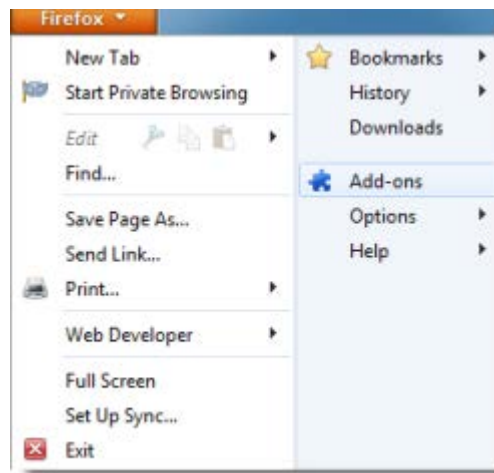 Firefox
New Tab
Start Private Browsing
Edit
Find...
Save Page As...
Send Link...
Print...
Web Developer
Full Screen
Set Up Sync...
Exit
Bookmarks
History
Downloads
Add-ons
Options
Help